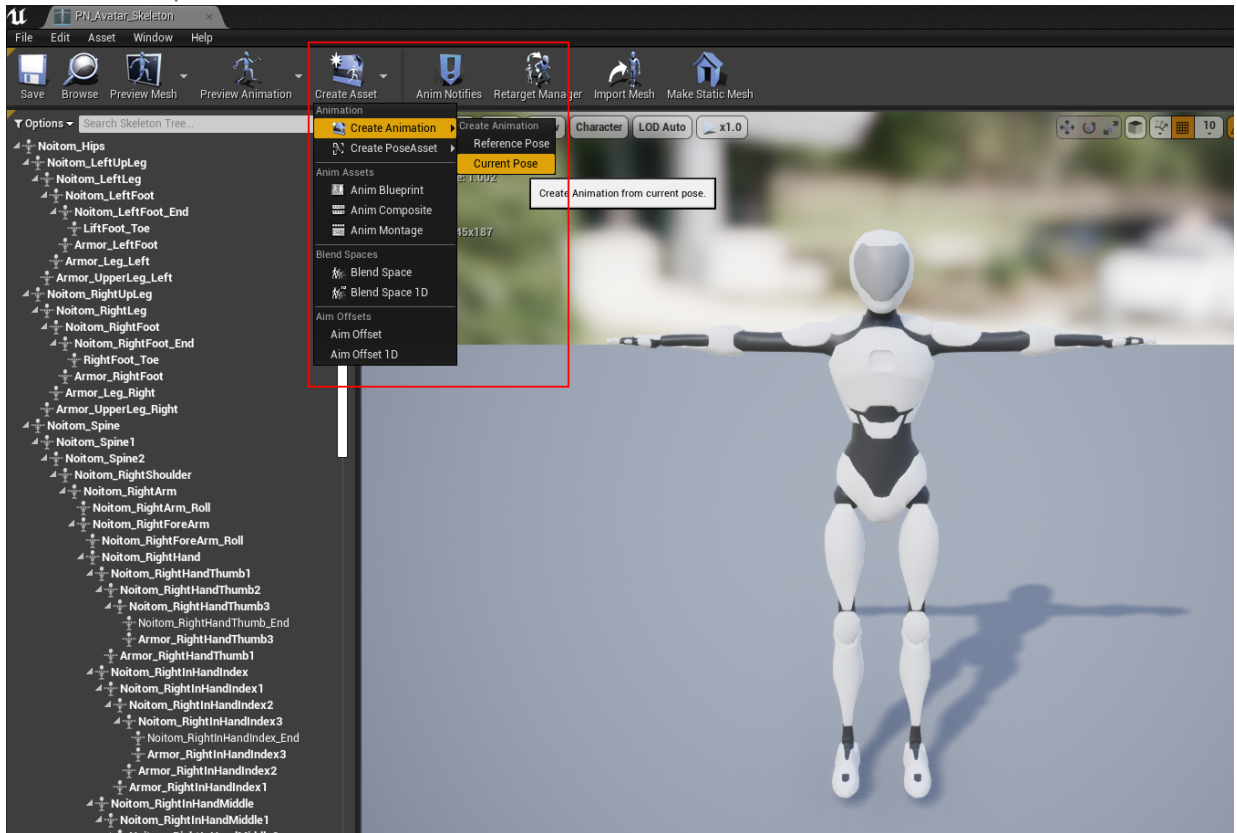 PN_Avatar_Skeleton
File Edit Asset Window Help
Save Browse Preview Mesh Preview Animation Create Asset Anim Notifies Retarget Manager Import Mesh Make Static Mesh
Options Search Skeleton Tree...
Animation
Create Animation
Create PoseAsset
Anim Assets
Anim Blueprint
Anim Composite
Anim Montage
Blend Spaces
Blend Space
Blend Space 1D
Aim Offsets
Aim Offset
Aim Offset 1D
Create Animation
Reference Pose
Current Pose
Create Animation from current pose.
Character LOD Auto x1.0
10
45x187
Noitom_Hips
Noitom_LeftUpLeg
Noitom_LeftLeg
Noitom_LeftFoot
Noitom_LeftFoot_End
LiftFoot_Toe
Armor_LeftFoot
Armor_Leg_Left
Armor_UpperLeg_Left
Noitom_RightUpLeg
Noitom_RightLeg
Noitom_RightFoot
Noitom_RightFoot_End
RightFoot_Toe
Armor_RightFoot
Armor_Leg_Right
Armor_UpperLeg_Right
Noitom_Spine
Noitom_Spine1
Noitom_Spine2
Noitom_RightShoulder
Noitom_RightArm
Noitom_RightArm_Roll
Noitom_RightForeArm
Noitom_RightForeArm_Roll
Noitom_RightHand
Noitom_RightHandThumb1
Noitom_RightHandThumb2
Noitom_RightHandThumb3
Noitom_RightHandThumb_End
Armor_RightHandThumb3
Armor_RightHandThumb1
Noitom_RightInHandIndex
Noitom_RightInHandIndex1
Noitom_RightInHandIndex2
Noitom_RightInHandIndex3
Noitom_RightInHandIndex_End
Armor_RightInHandIndex3
Armor_RightInHandIndex2
Armor_RightInHandIndex1
Noitom_RightInHandMiddle
Noitom_RightInHandMiddle1